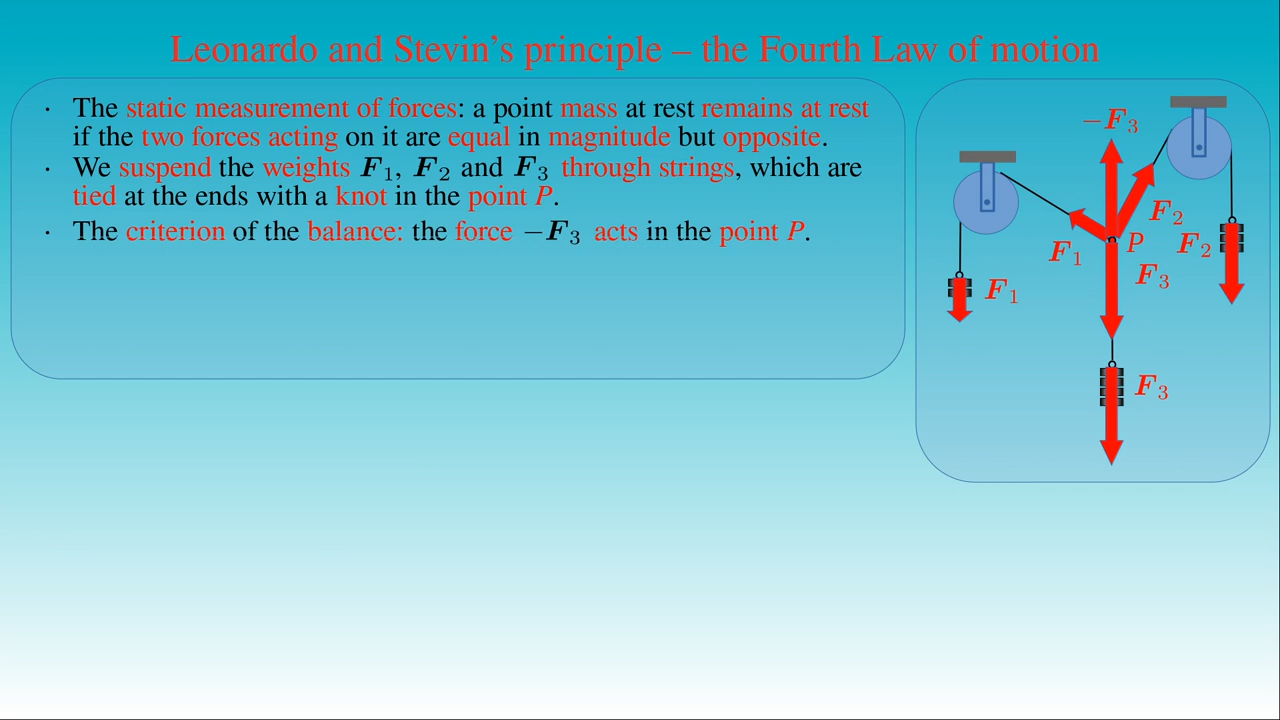 Leonardo and Stevin’s principle – the Fourth Law of motion
· The static measurement of forces: a point mass at rest remains at rest
if the two forces acting on it are equal in magnitude but opposite.
· We suspend the weights F₁, F₂ and F₃ through strings, which are
tied at the ends with a knot in the point P.
· The criterion of the balance: the force −F₃ acts in the point P.
−F₃
F₂
F₁
P
F₂
F₃
F₁
F₃